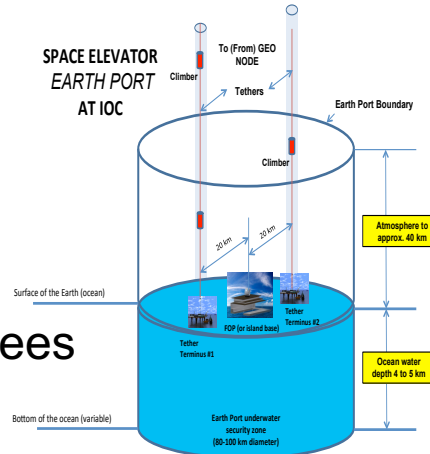 SPACE ELEVATOR
EARTH PORT
AT IOC
To (From) GEO
NODE
Climber
Tethers
Earth Port Boundary
Climber
Atmosphere to
approx. 40 km
20 km
20 km
Surface of the Earth (ocean)
FOP (or island base)
Tether
Terminus #2
Tether
Terminus #1
ees
Ocean water
depth 4 to 5 km
Bottom of the ocean (variable)
Earth Port underwater
security zone
(80-100 km diameter)